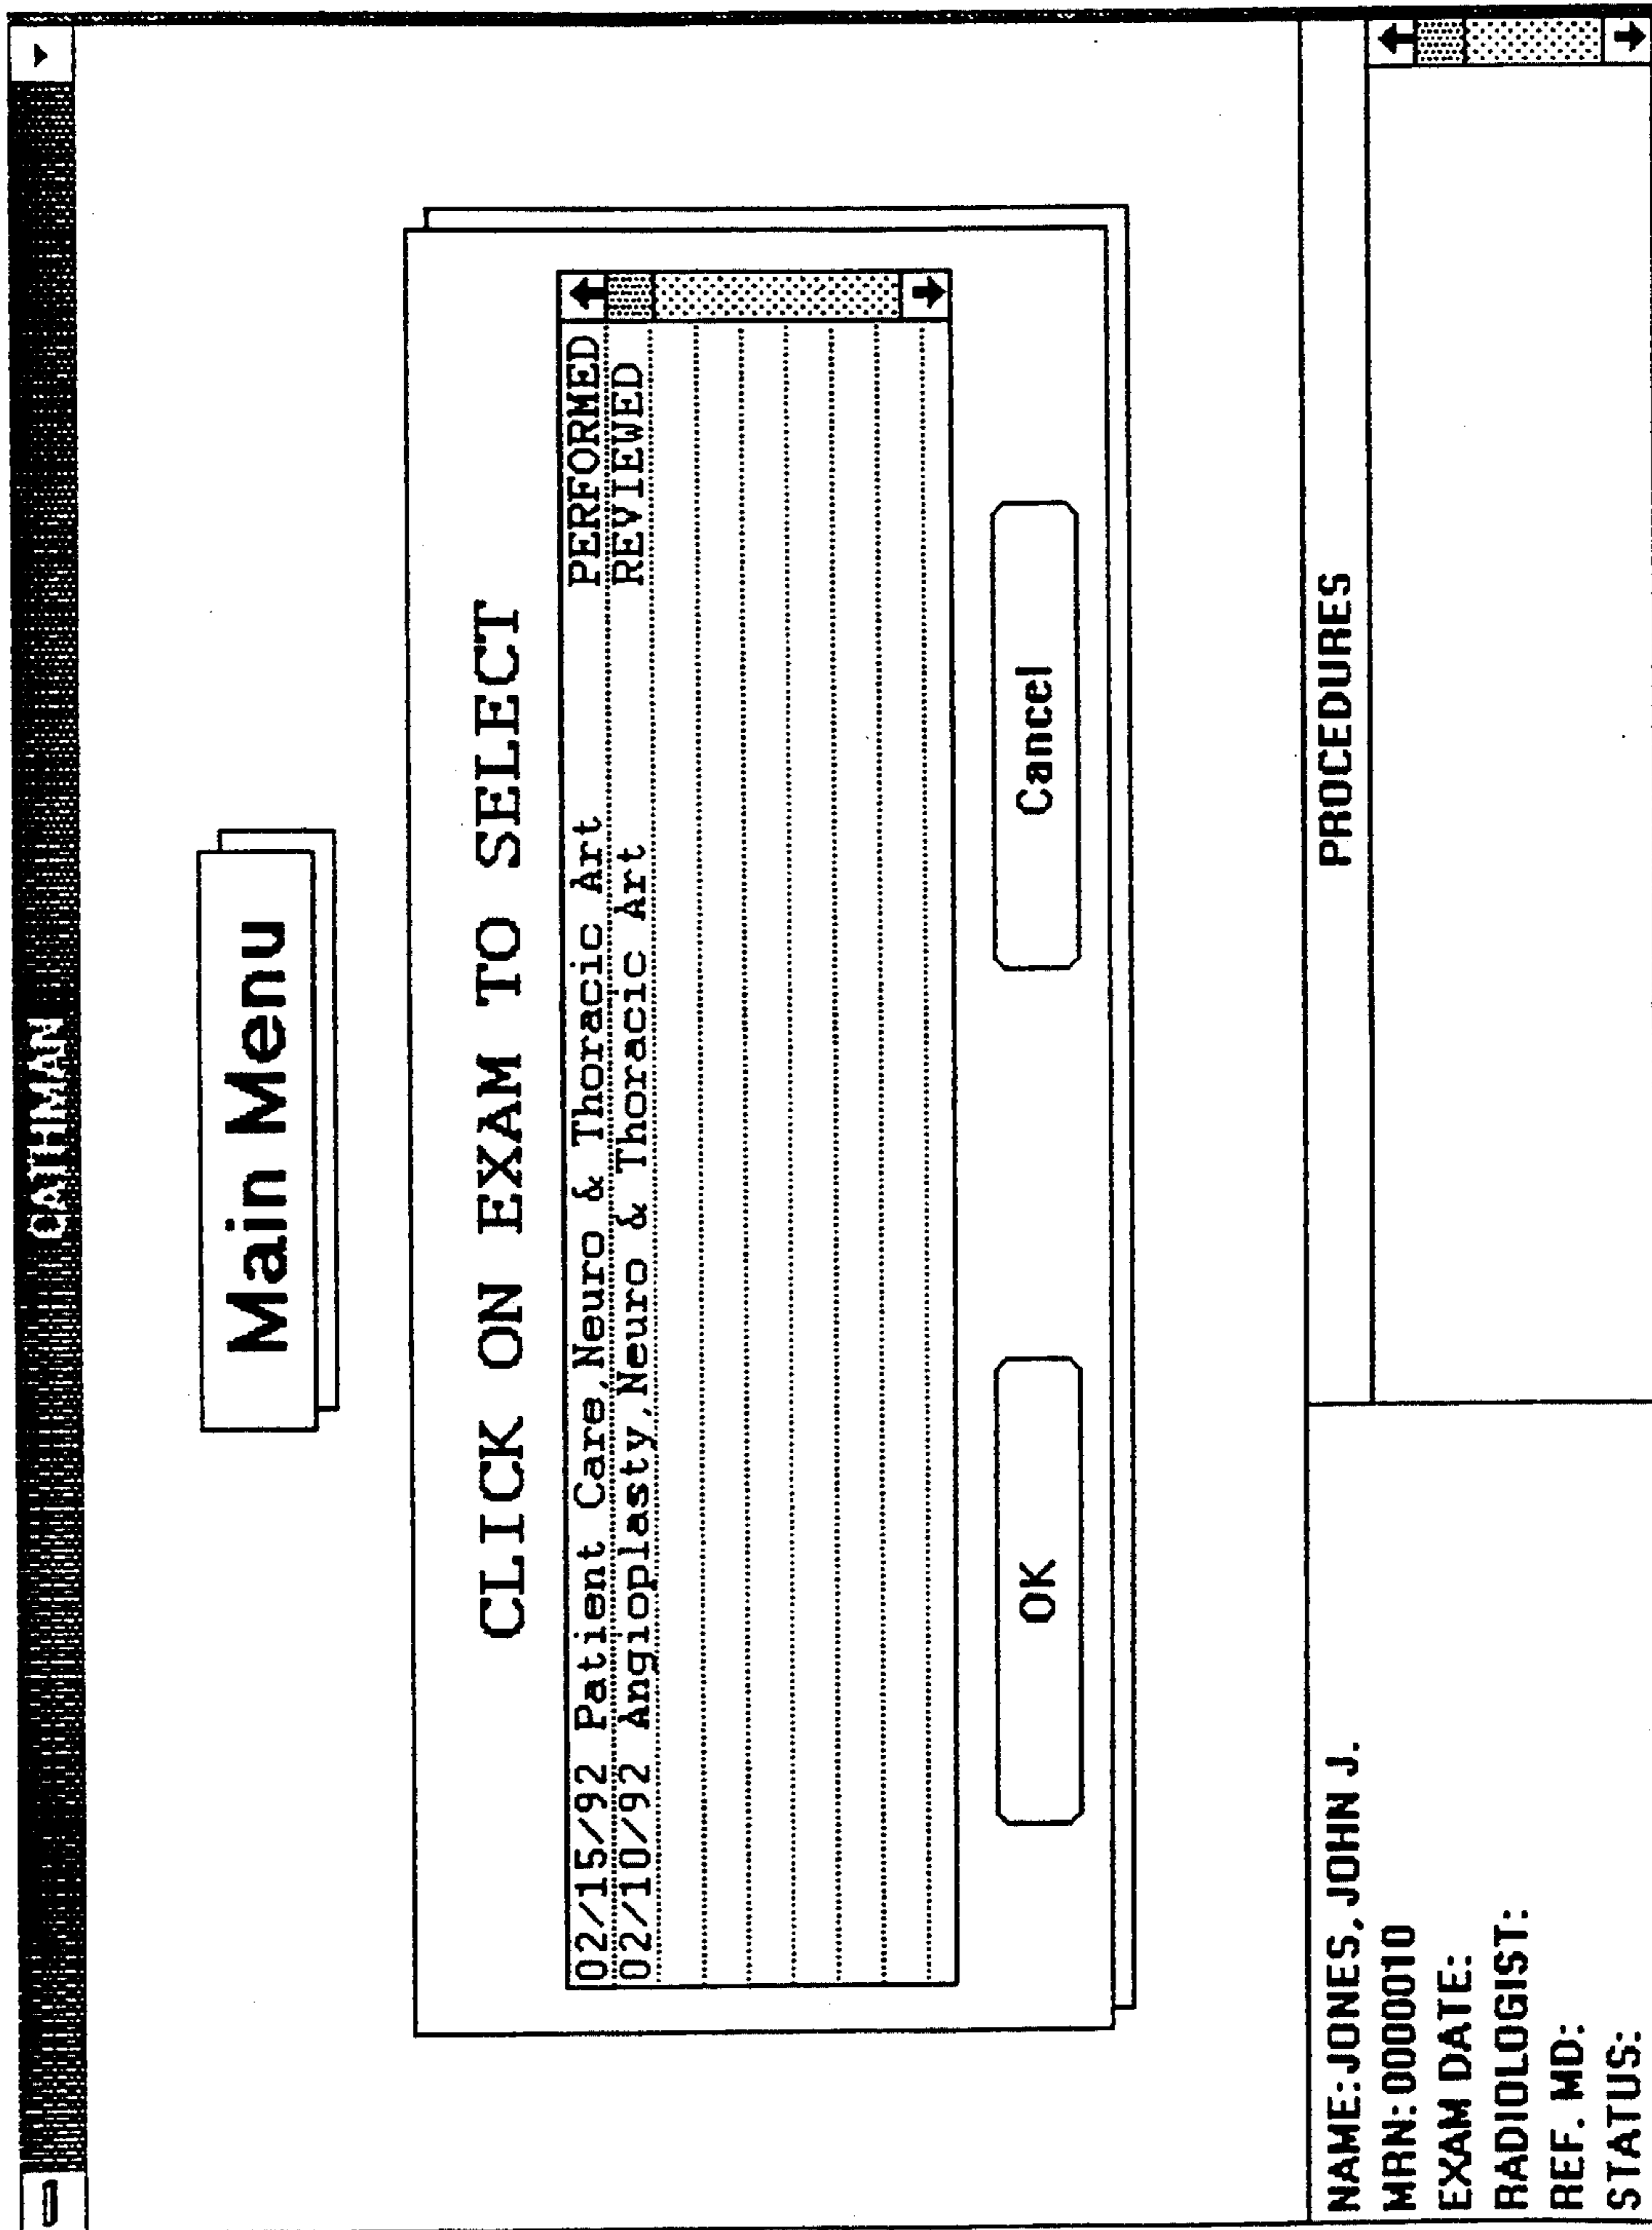 CATHMAN
Main Menu
CLICK ON EXAM TO SELECT
02/15/92 Patient Care,Neuro & Thoracic Art PERFORMED
02/10/92 Angioplasty,Neuro & Thoracic Art REVIEWED
OK Cancel
NAME:JONES, JOHN J.
MRN:0000010
EXAM DATE:
RADIOLOGIST:
REF. MD:
STATUS:
PROCEDURES